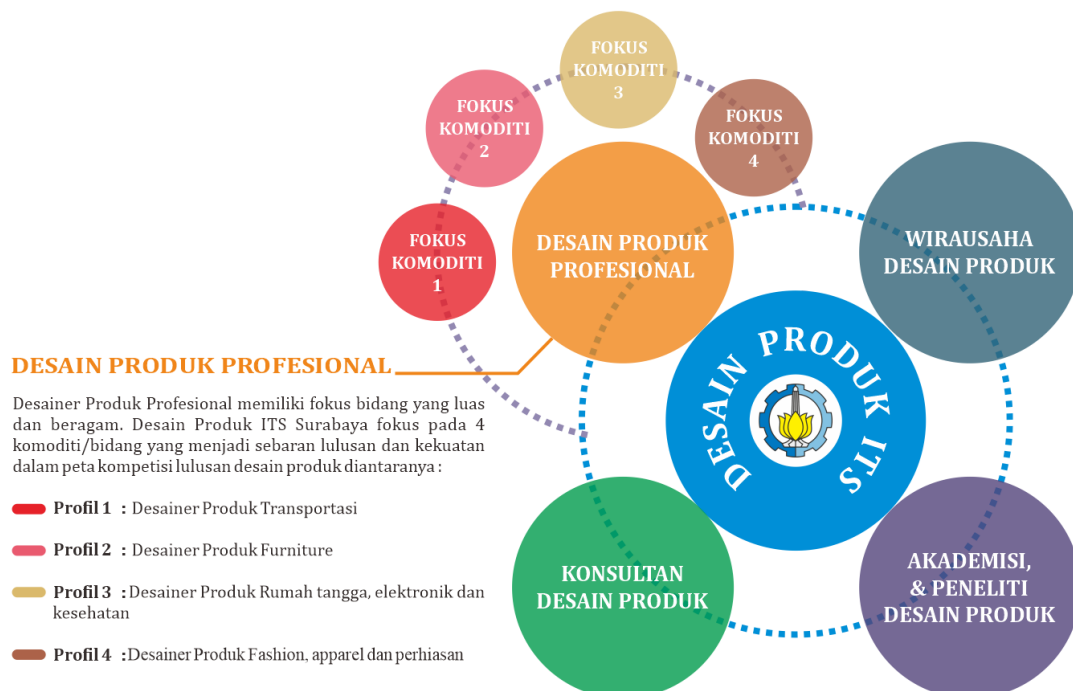 FOKUS
KOMODITI
3
FOKUS
KOMODITI
2
FOKUS
KOMODITI
4
FOKUS
KOMODITI
1
DESAIN PRODUK
PROFESIONAL
WIRAUSAHA
DESAIN PRODUK
DESAIN PRODUK ITS
KONSULTAN
DESAIN PRODUK
AKADEMISI,
& PENELITI
DESAIN PRODUK
DESAIN PRODUK PROFESIONAL
Desainer Produk Profesional memiliki fokus bidang yang luas
dan beragam. Desain Produk ITS Surabaya fokus pada 4
komoditi/bidang yang menjadi sebaran lulusan dan kekuatan
dalam peta kompetisi lulusan desain produk diantaranya :
Profil 1 : Desainer Produk Transportasi
Profil 2 : Desainer Produk Furniture
Profil 3 : Desainer Produk Rumah tangga, elektronik dan
kesehatan
Profil 4 : Desainer Produk Fashion, apparel dan perhiasan